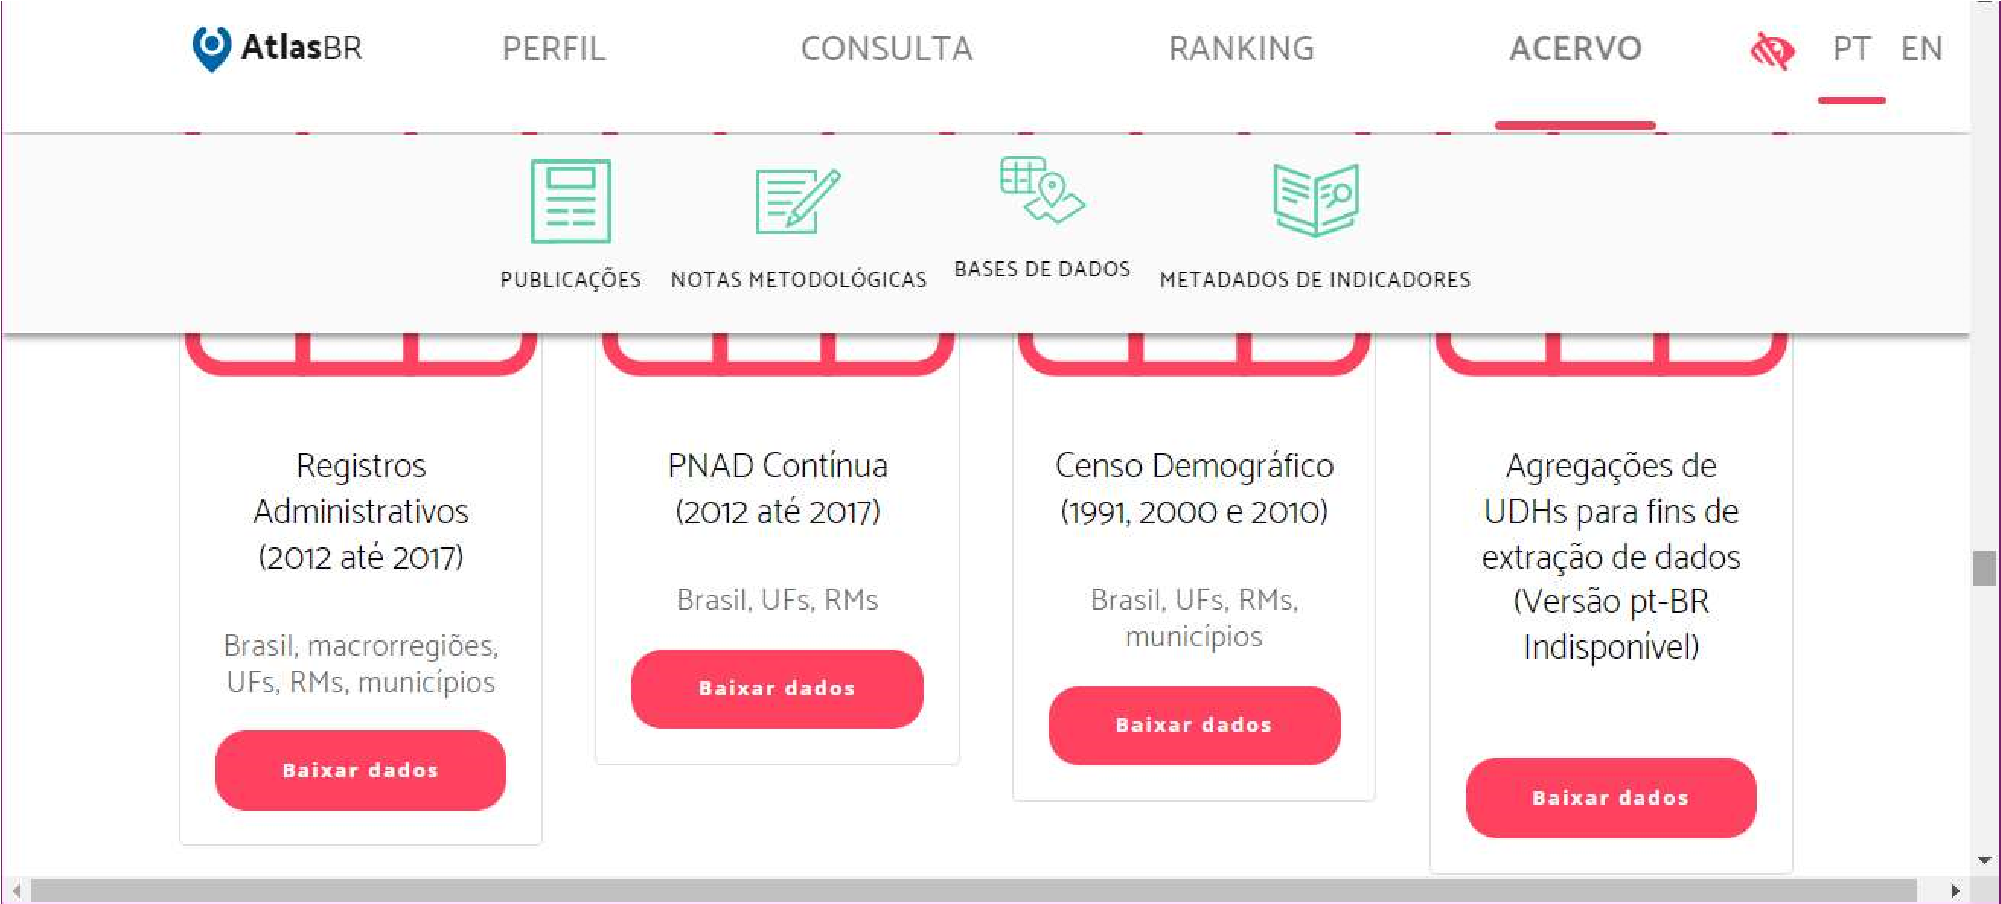 AtlasBR
PERFIL
CONSULTA
RANKING
ACERVO
PT
EN
PUBLICAÇÕES
NOTAS METODOLÓGICAS
BASES DE DADOS
METADADOS DE INDICADORES
Registros
Administrativos
(2012 até 2017)
Brasil, macrorregiões,
UFs, RMs, municípios
Baixar dados
PNAD Contínua
(2012 até 2017)
Brasil, UFs, RMs
Baixar dados
Censo Demográfico
(1991, 2000 e 2010)
Brasil, UFs, RMs,
municípios
Baixar dados
Agregações de
UDHs para fins de
extração de dados
(Versão pt-BR
Indisponível)
Baixar dados